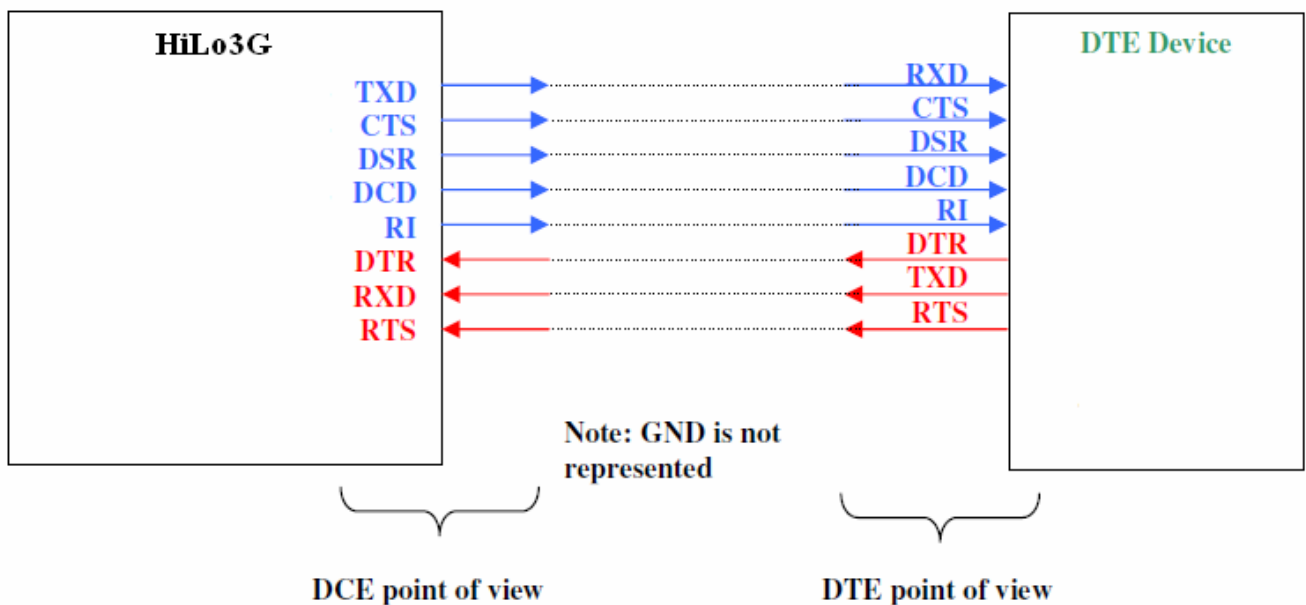 HiLo3G
TXD
CTS
DSR
DCD
RI
DTR
RXD
RTS
DTE Device
RXD
CTS
DSR
DCD
RI
DTR
TXD
RTS
Note: GND is not
represented
DCE point of view
DTE point of view